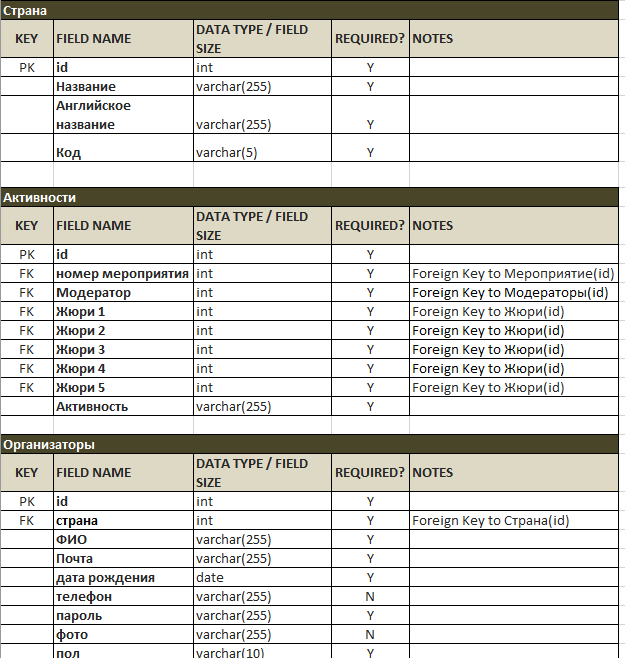 Страна
KEY FIELD NAME DATA TYPE / FIELD SIZE REQUIRED? NOTES
PK id int Y
Название varchar(255) Y
Английское название varchar(255) Y
Код varchar(5) Y
Активности
KEY FIELD NAME DATA TYPE / FIELD SIZE REQUIRED? NOTES
PK id int Y
FK номер мероприятия int Y Foreign Key to Мероприятие(id)
FK Модератор int Y Foreign Key to Модераторы(id)
FK Жюри 1 int Y Foreign Key to Жюри(id)
FK Жюри 2 int Y Foreign Key to Жюри(id)
FK Жюри 3 int Y Foreign Key to Жюри(id)
FK Жюри 4 int Y Foreign Key to Жюри(id)
FK Жюри 5 int Y Foreign Key to Жюри(id)
Активность varchar(255) Y
Организаторы
KEY FIELD NAME DATA TYPE / FIELD SIZE REQUIRED? NOTES
PK id int Y
FK страна int Y Foreign Key to Страна(id)
ФИО varchar(255) Y
Почта varchar(255) Y
дата рождения date Y
телефон varchar(255) N
пароль varchar(255) Y
фото varchar(255) N
пол varchar(10) Y